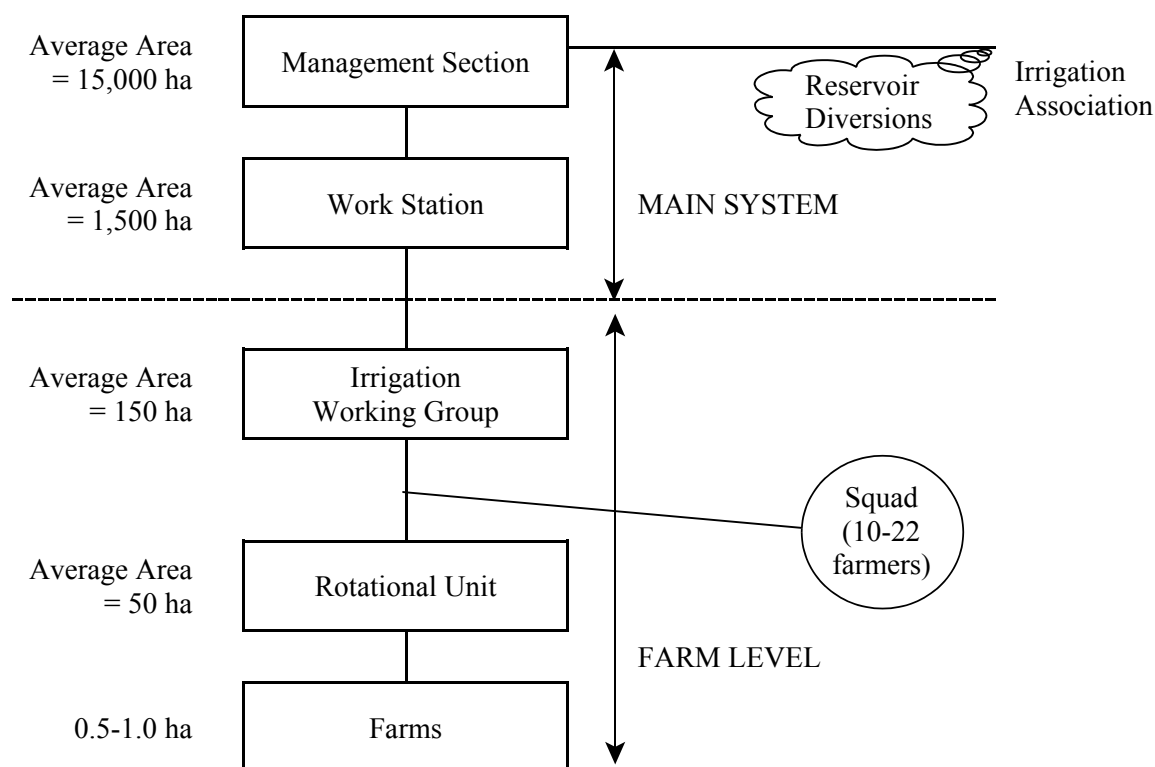 Average Area
= 15,000 ha
Management Section
Reservoir
Diversions
Irrigation
Association
Average Area
= 1,500 ha
Work Station
MAIN SYSTEM
Average Area
= 150 ha
Irrigation
Working Group
Squad
(10-22
farmers)
Average Area
= 50 ha
Rotational Unit
FARM LEVEL
0.5-1.0 ha
Farms